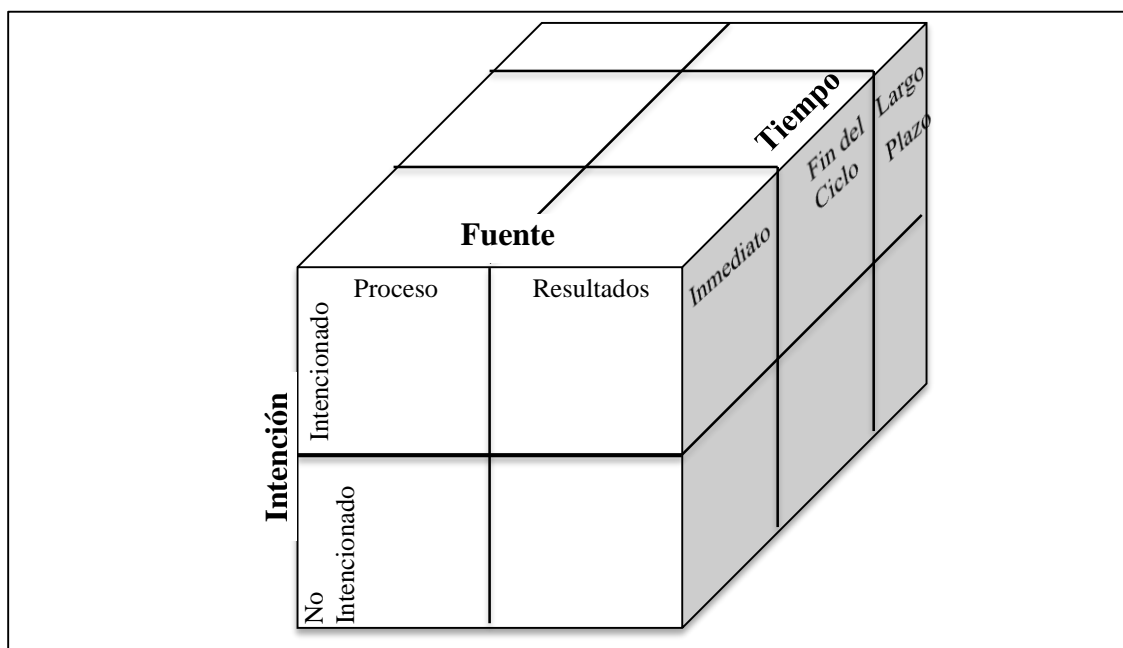 Tiempo
Largo
Plazo
Fin del
Ciclo
Inmediato
Fuente
Proceso
Resultados
Intención
Intencionado
No
Intencionado